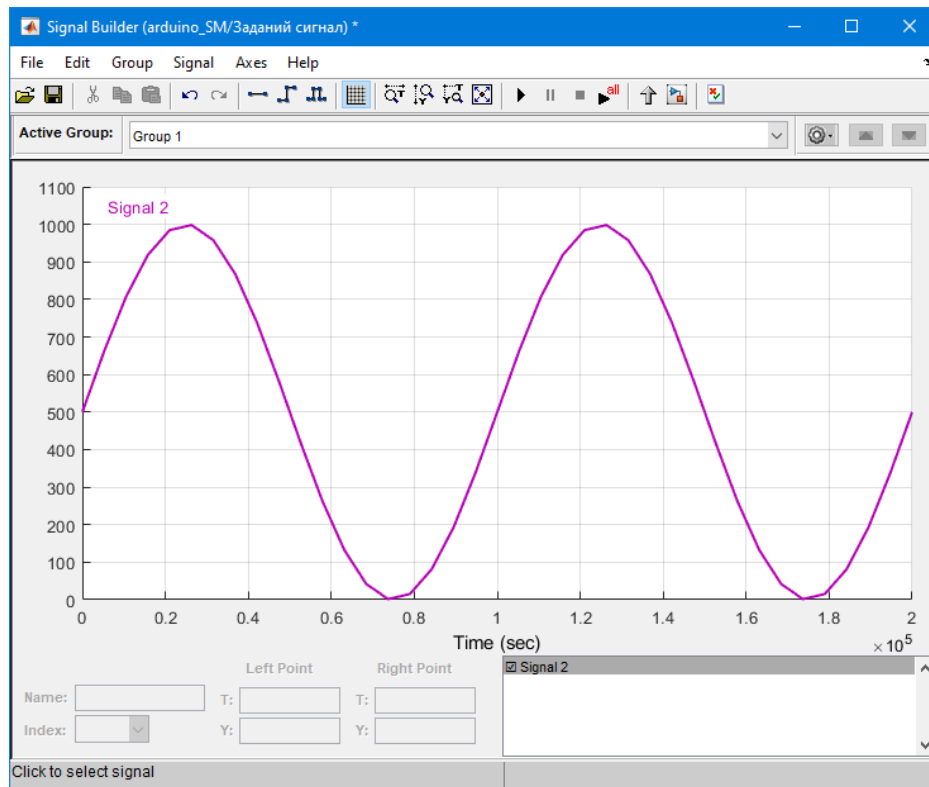 Signal Builder (arduino_SM/Заданий сигнал) *
File Edit Group Signal Axes Help
all
Active Group: Group 1
1100
1000
900
800
700
600
500
400
300
200
100
0
Signal 2
0 0.2 0.4 0.6 0.8 1 1.2 1.4 1.6 1.8 2
Time (sec)
× 10⁵
Left Point Right Point
Signal 2
Name: T: T:
Index: Y: Y:
Click to select signal